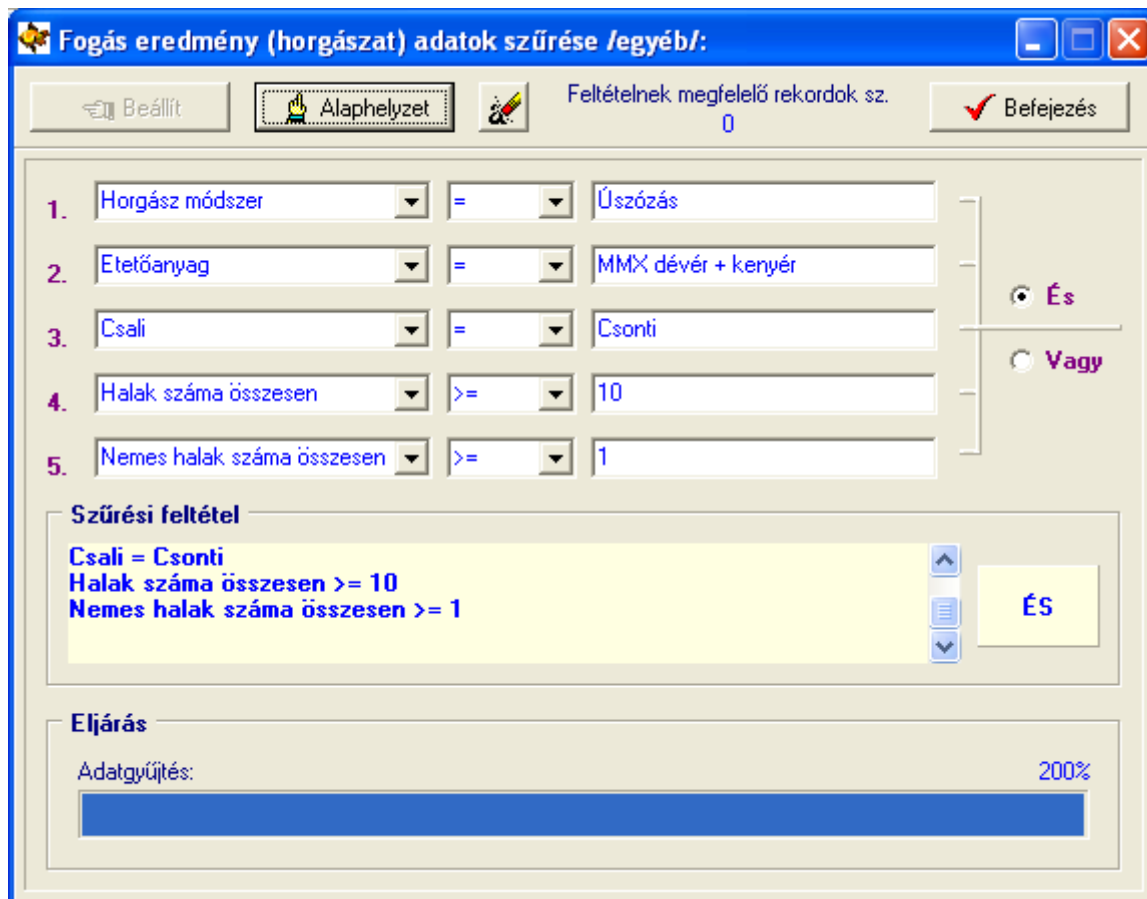 Fogás eredmény (horgászat) adatok szűrése /egyéb/:
Beállít
Alaphelyzet
Feltételnek megfelelő rekordok sz.
0
Befejezés
1. Horgász módszer = Úszózás
2. Etetőanyag = MMX dévér + kenyér
3. Csali = Csonti
4. Halak száma összesen >= 10
5. Nemes halak száma összesen >= 1
És
Vagy
Szűrési feltétel
Csali = Csonti
Halak száma összesen >= 10
Nemes halak száma összesen >= 1
ÉS
Eljárás
Adatgyűjtés: 200%